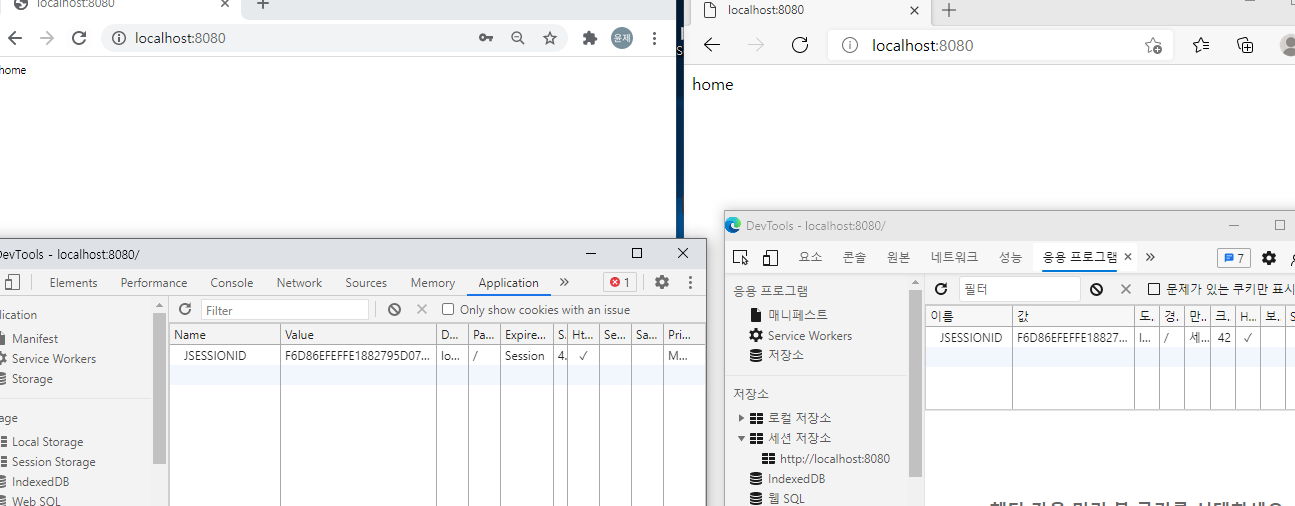 localhost:8080
localhost:8080
윤제
home
DevTools - localhost:8080/
Elements Performance Console Network Sources Memory Application » 1
lication
Manifest
Service Workers
Storage
age
Local Storage
Session Storage
IndexedDB
Web SQL
Filter
Only show cookies with an issue
Name Value D... Pa... Expire... S. Ht... Se... Sa... Pri...
JSESSIONID F6D86EFEFFE1882795D07... lo... / Session 4. ✓ M...
S
localhost:8080
localhost:8080
home
DevTools - localhost:8080/
요소 콘솔 원본 네트워크 성능 응용 프로그램 » 7
응용 프로그램
매니페스트
Service Workers
저장소
저장소
로컬 저장소
세션 저장소
http://localhost:8080
IndexedDB
웹 SQL
필터
문제가 있는 쿠키만 표시
이름 값 도. 경. 만.. 크. H... 보. S
JSESSIONID F6D86EFEFFE18827... l... / 세... 42 ✓